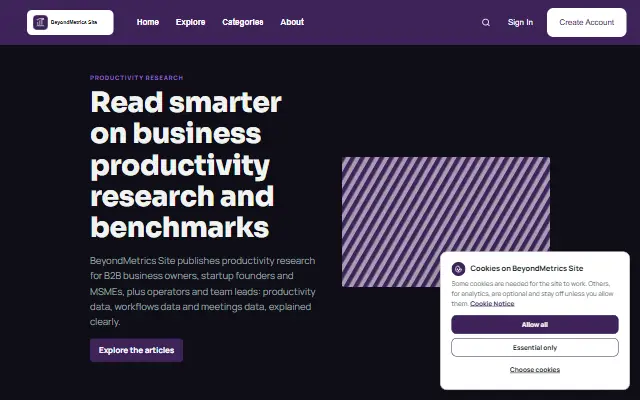 BeyondMetrics Site
Home
Explore
Categories
About
Sign In
Create Account
PRODUCTIVITY RESEARCH
Read smarter
on business
productivity
research and
benchmarks
BeyondMetrics Site publishes productivity research
for B2B business owners, startup founders and
MSMEs, plus operators and team leads: productivity
data, workflows data and meetings data, explained
clearly.
Explore the articles
Cookies on BeyondMetrics Site
Some cookies are needed for the site to work. Others,
for analytics, are optional and stay off unless you allow
them. Cookie Notice
Allow all
Essential only
Choose cookies